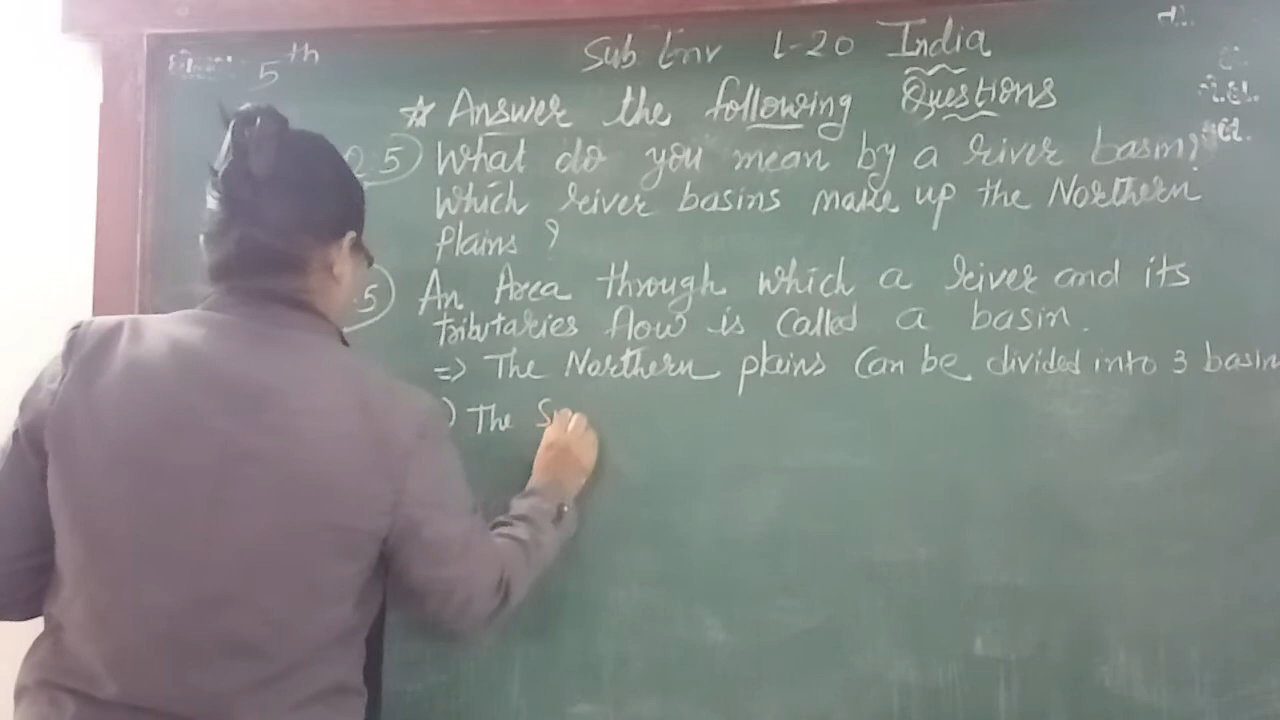 5th
Sub Env L-20 India
☆ Answer the following Questions
Q.5) What do you mean by a river basin?
Which river basins make up the Northern
Plains ?
.5) An Area through which a river and its
tributaries flow is Called a basin.
=> The Northern plains Can be divided into 3 basin
) The S